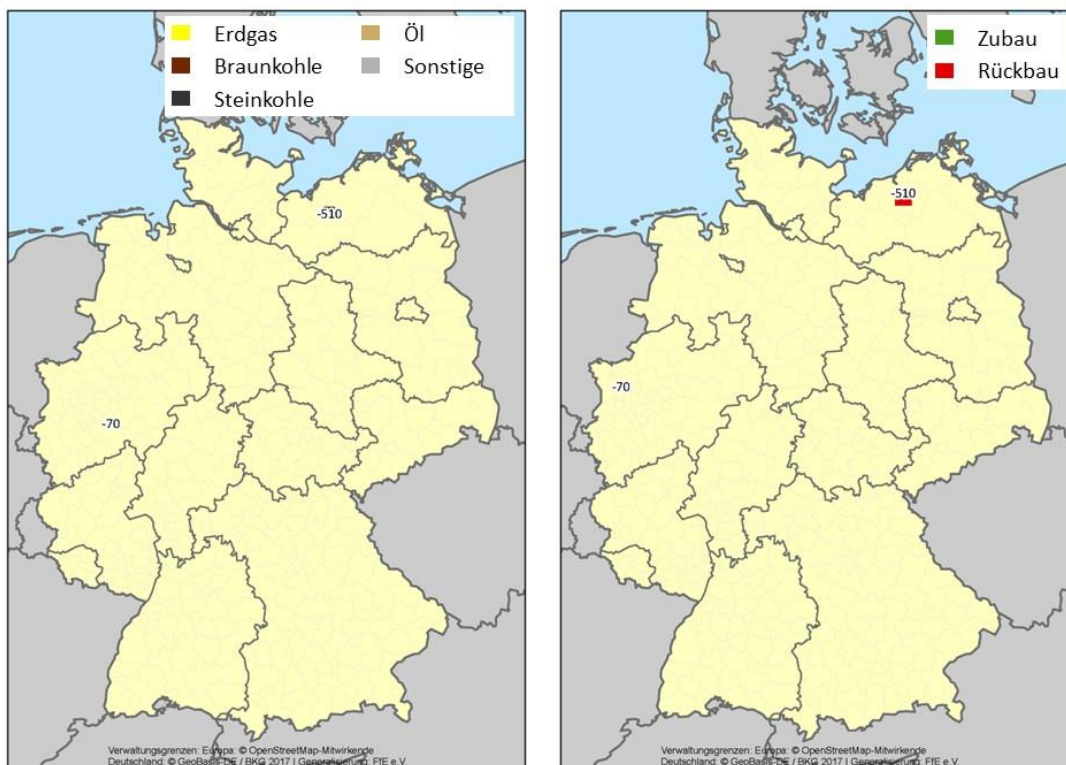 Erdgas Öl
Braunkohle Sonstige
Steinkohle
-510
-70
Verwaltungsgrenzen: Europa: © OpenStreetMap-Mitwirkende
Deutschland: © GeoBasis-DE / BKG 2017 | Generalisierung: FfE e.V.
Zubau
Rückbau
-510
-70
Verwaltungsgrenzen: Europa: © OpenStreetMap-Mitwirkende
Deutschland: © GeoBasis-DE / BKG 2017 | Generalisierung: FfE e.V.